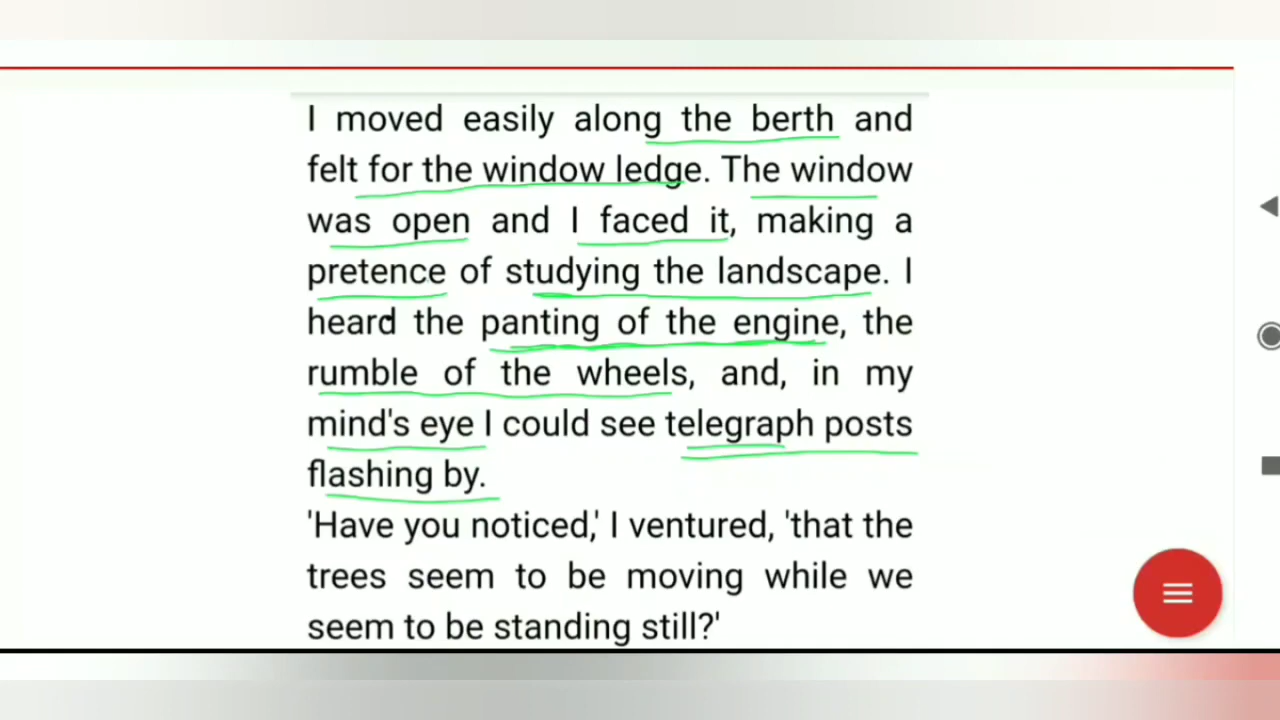 I moved easily along the berth and
felt for the window ledge. The window
was open and I faced it, making a
pretence of studying the landscape. I
heard the panting of the engine, the
rumble of the wheels, and, in my
mind's eye I could see telegraph posts
flashing by.
'Have you noticed,' I ventured, 'that the
trees seem to be moving while we
seem to be standing still?'